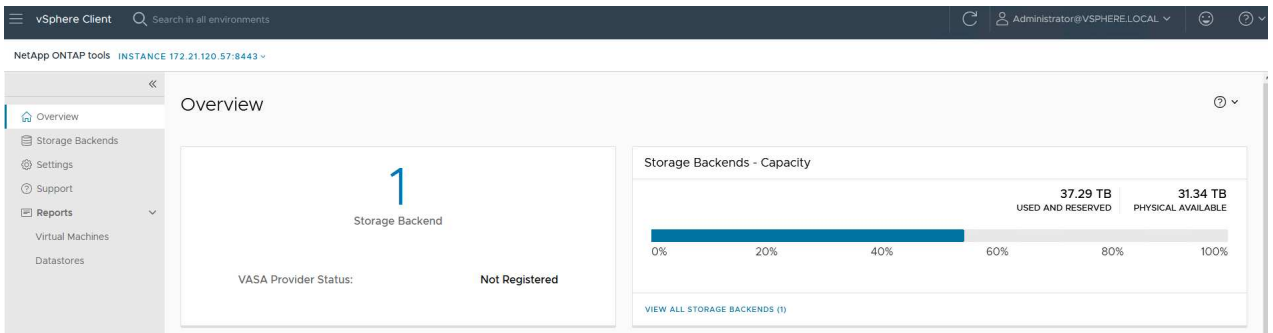 vSphere Client Search in all environments Administrator@VSPHERE.LOCAL
NetApp ONTAP tools INSTANCE 172.21.120.57:8443
Overview
Storage Backends
Settings
Support
Reports
Virtual Machines
Datastores
Overview
1
Storage Backend
VASA Provider Status: Not Registered
Storage Backends - Capacity
37.29 TB 31.34 TB
USED AND RESERVED PHYSICAL AVAILABLE
0% 20% 40% 60% 80% 100%
VIEW ALL STORAGE BACKENDS (1)